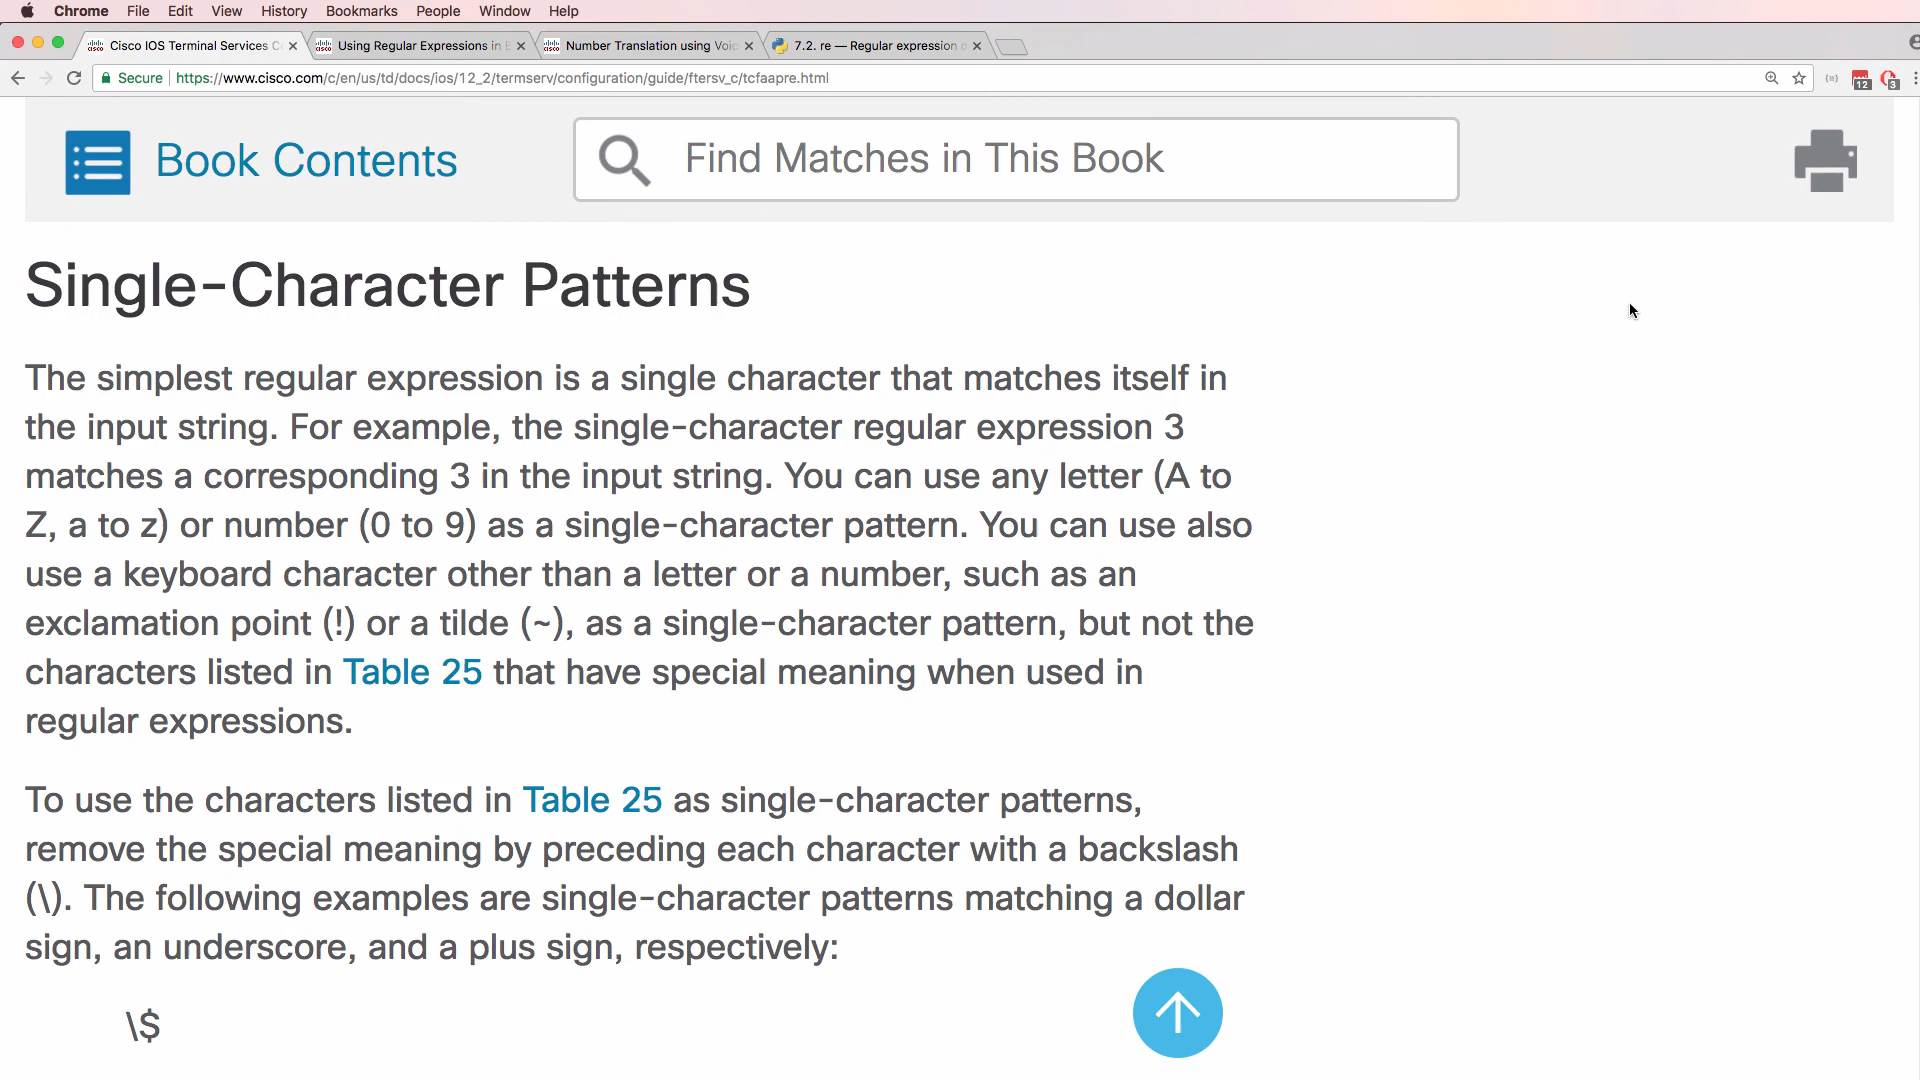 Chrome File Edit View History Bookmarks People Window Help
Cisco IOS Terminal Services C Using Regular Expressions in B Number Translation using Voic 7.2. re — Regular expression o
Secure https://www.cisco.com/c/en/us/td/docs/ios/12_2/termserv/configuration/guide/ftersv_c/tcfaapre.html 12 3
Book Contents Find Matches in This Book
Single-Character Patterns
The simplest regular expression is a single character that matches itself in
the input string. For example, the single-character regular expression 3
matches a corresponding 3 in the input string. You can use any letter (A to
Z, a to z) or number (0 to 9) as a single-character pattern. You can use also
use a keyboard character other than a letter or a number, such as an
exclamation point (!) or a tilde (~), as a single-character pattern, but not the
characters listed in Table 25 that have special meaning when used in
regular expressions.
To use the characters listed in Table 25 as single-character patterns,
remove the special meaning by preceding each character with a backslash
(\). The following examples are single-character patterns matching a dollar
sign, an underscore, and a plus sign, respectively:
\$